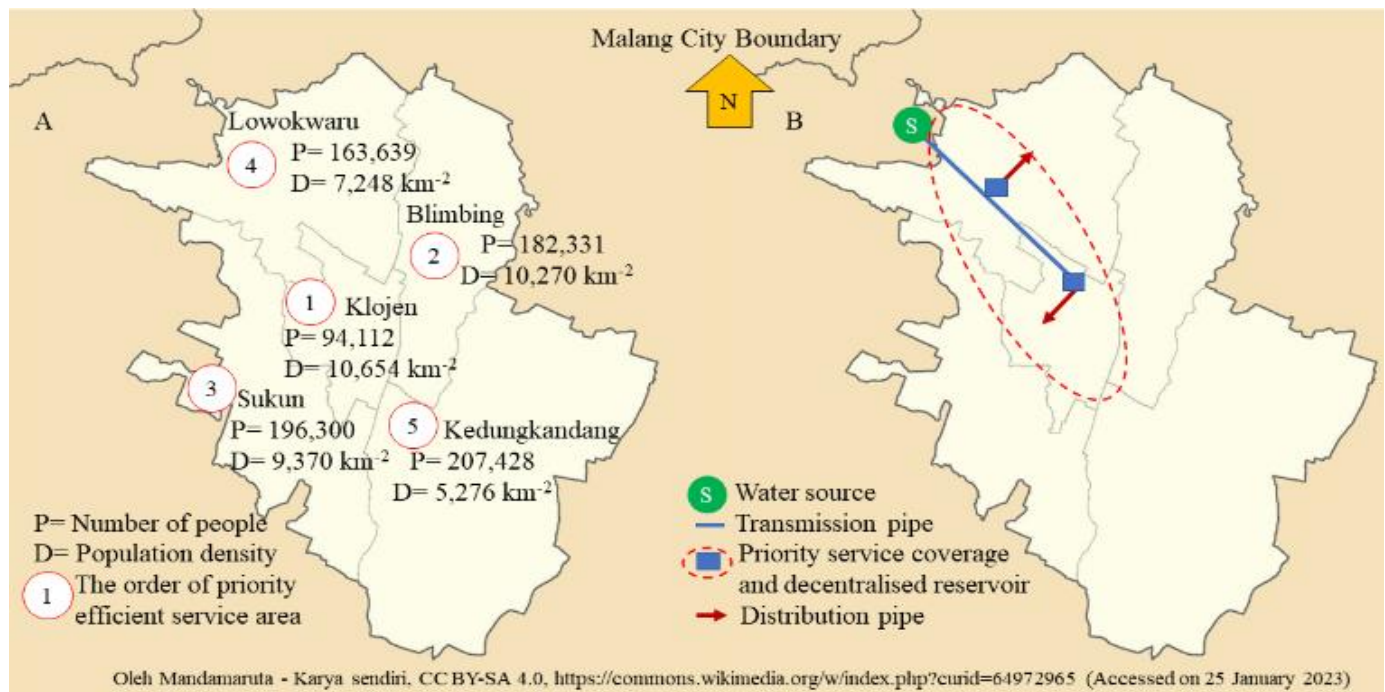 Malang City Boundary
N
A
Lowokwaru
4
P= 163,639
D= 7,248 km-2
Blimbing
2
P= 182,331
D= 10,270 km-2
1
Klojen
P= 94,112
D= 10,654 km-2
3
Sukun
P= 196,300
D= 9,370 km-2
5
Kedungkandang
P= 207,428
D= 5,276 km-2
P= Number of people
D= Population density
1 The order of priority
efficient service area
B
S
S Water source
Transmission pipe
Priority service coverage
and decentralised reservoir
Distribution pipe
Oleh Mandamaruta - Karya sendiri, CC BY-SA 4.0, https://commons.wikimedia.org/w/index.php?curid=64972965 (Accessed on 25 January 2023)